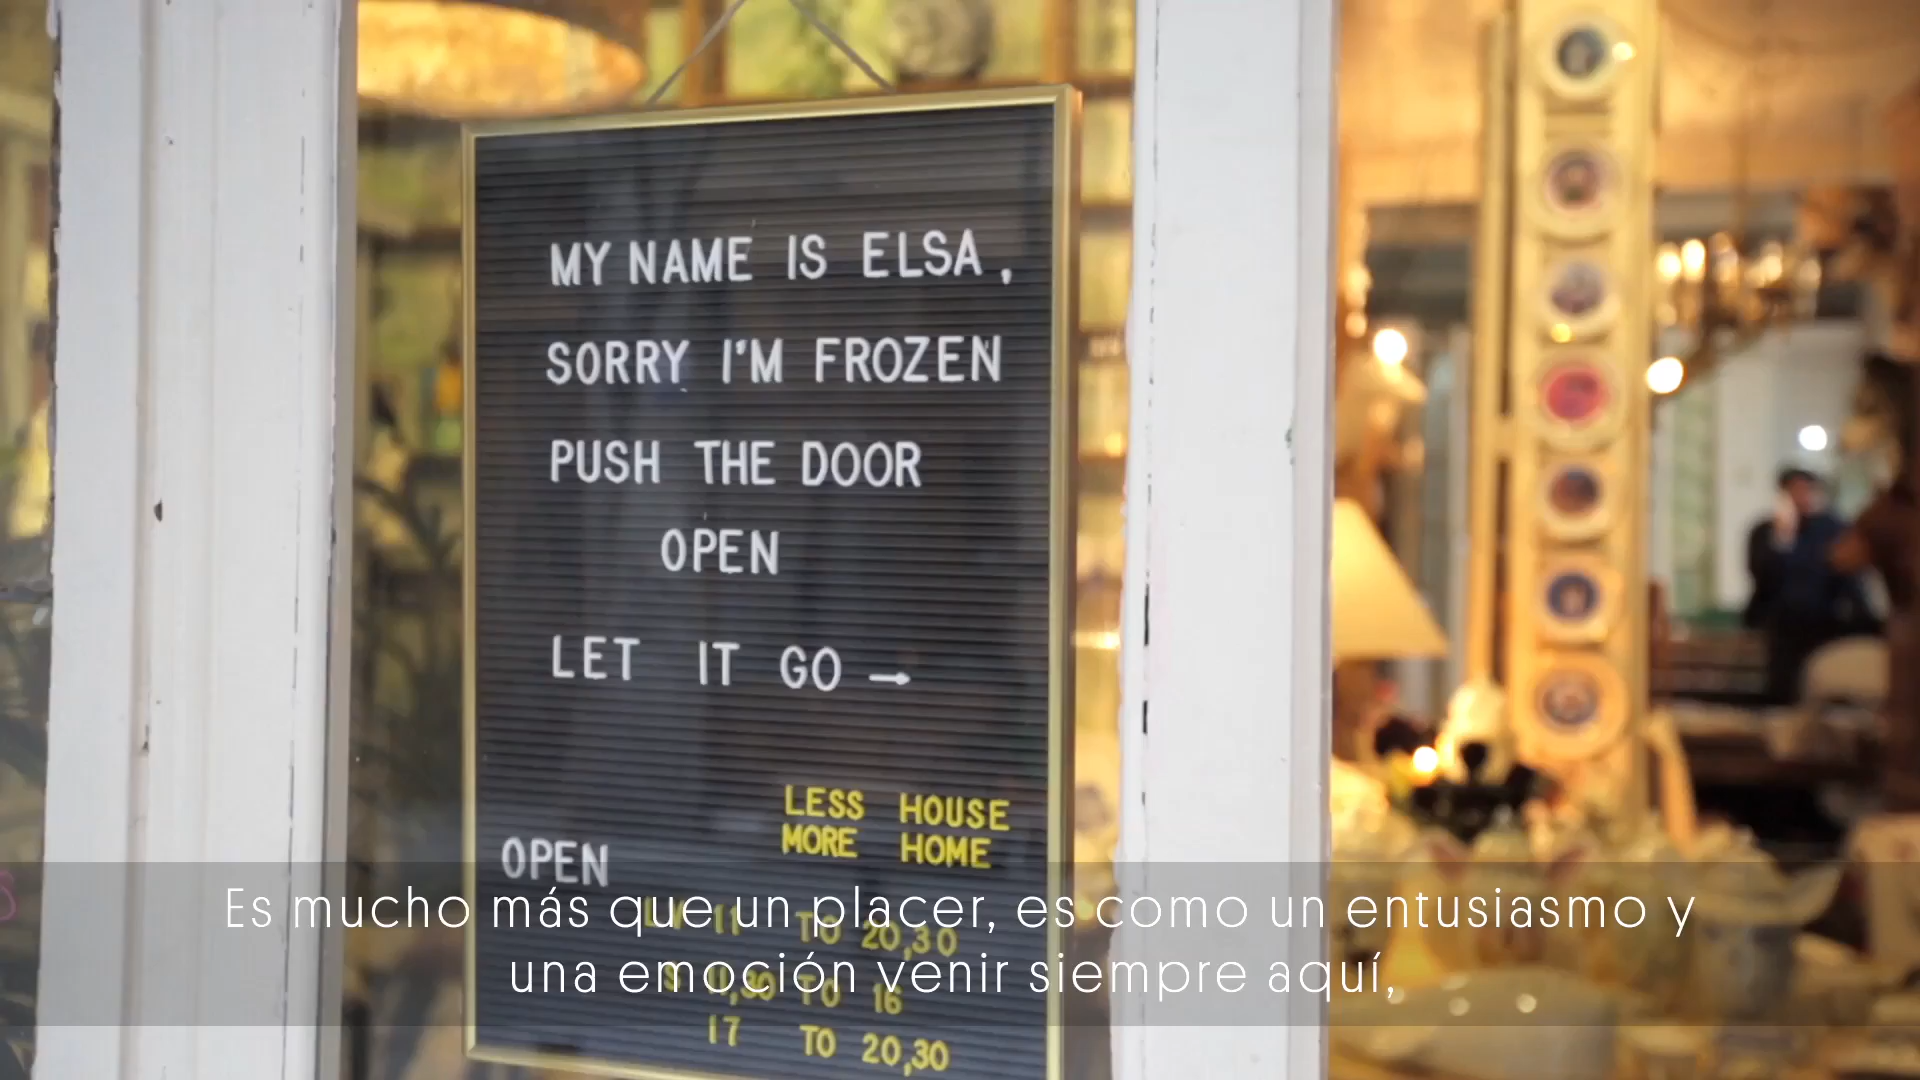 MY NAME IS ELSA,
SORRY I'M FROZEN
PUSH THE DOOR
OPEN
LET IT GO →
LESS HOUSE
MORE HOME
OPEN
11 TO 20,30
TO 16
17 TO 20,30
Es mucho más que un placer, es como un entusiasmo y
una emoción venir siempre aquí,